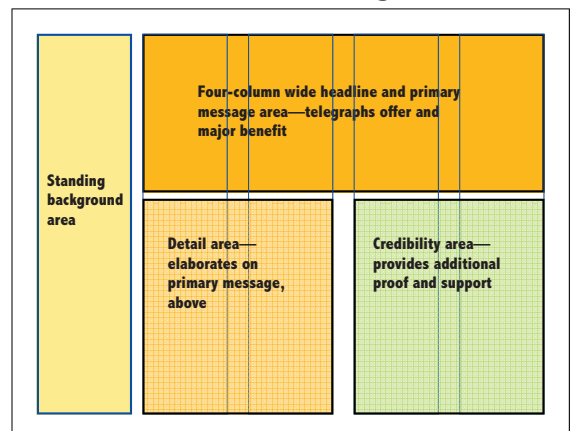 Four-column wide headline and primary
message area—telegraphs offer and
major benefit
Standing
background
area
Detail area—
elaborates on
primary message,
above
Credibility area—
provides additional
proof and support